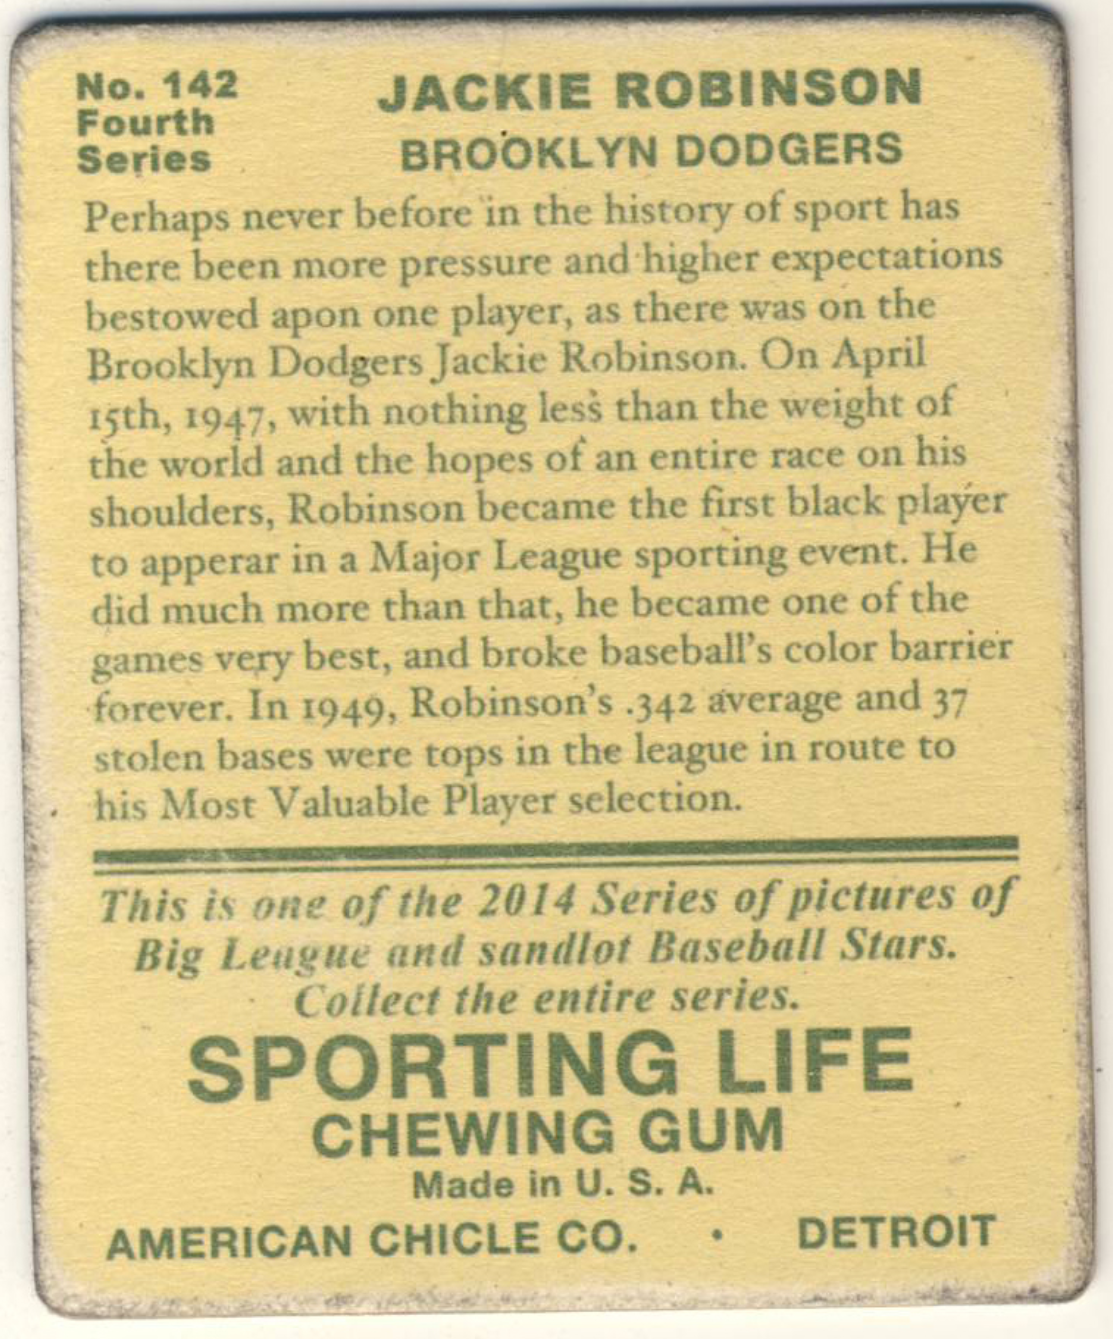 No. 142
Fourth
Series
JACKIE ROBINSON
BROOKLYN DODGERS
Perhaps never before in the history of sport has
there been more pressure and higher expectations
bestowed apon one player, as there was on the
Brooklyn Dodgers Jackie Robinson. On April
15th, 1947, with nothing less than the weight of
the world and the hopes of an entire race on his
shoulders, Robinson became the first black player
to apperar in a Major League sporting event. He
did much more than that, he became one of the
games very best, and broke baseball's color barrier
forever. In 1949, Robinson's .342 average and 37
stolen bases were tops in the league in route to
his Most Valuable Player selection.
This is one of the 2014 Series of pictures of
Big League and sandlot Baseball Stars.
Collect the entire series.
SPORTING LIFE
CHEWING GUM
Made in U. S. A.
AMERICAN CHICLE CO. • DETROIT